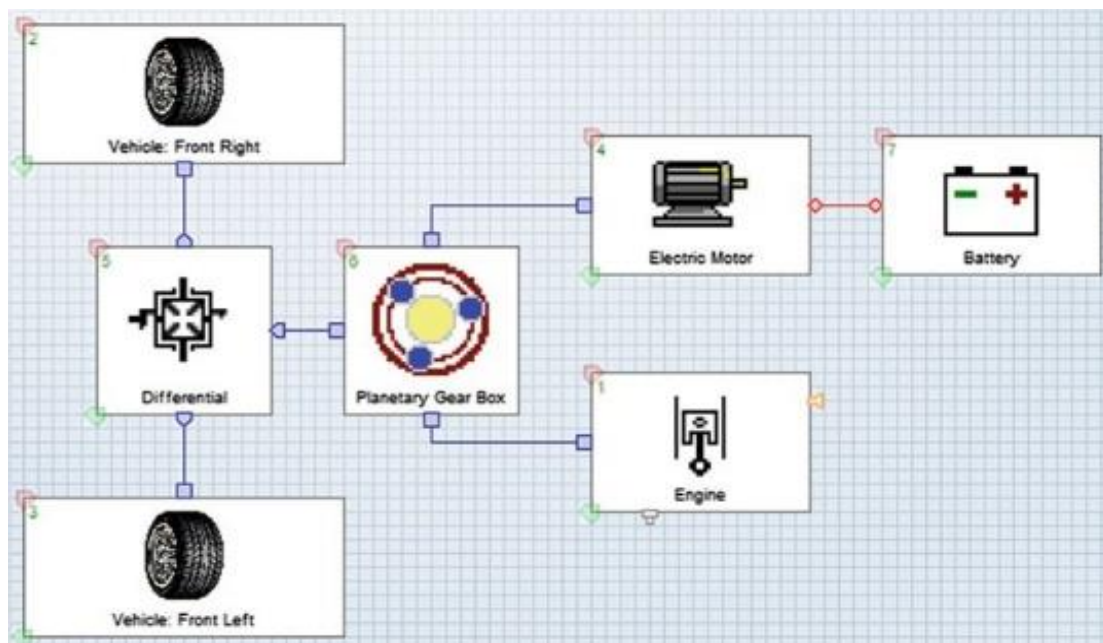 2
Vehicle: Front Right
4
Electric Motor
7
Battery
5
Differential
6
Planetary Gear Box
1
Engine
3
Vehicle: Front Left